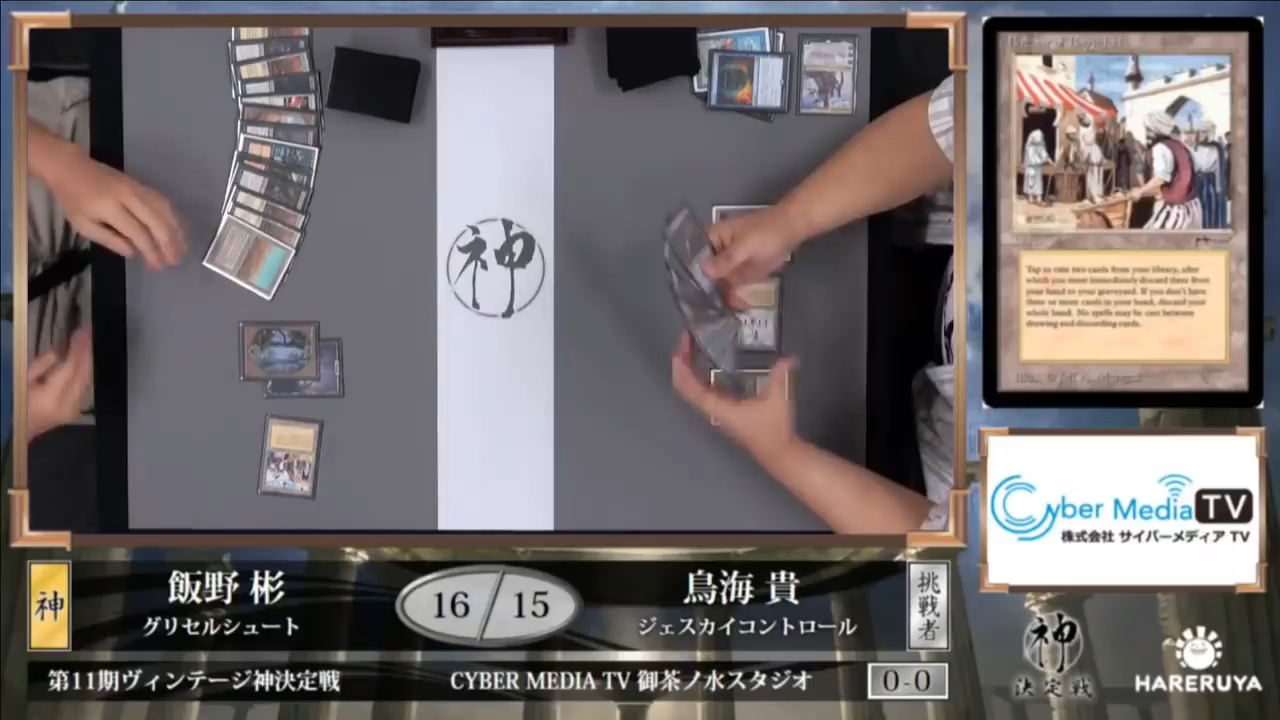 神
Tap to take two cards from your library, after
which you must immediately discard three from
your hand to your graveyard. If you don't have
three or more cards in your hand, discard your
whole hand. No spells may be cast between
drawing and discarding cards.
Cyber Media TV
株式会社 サイバーメディア TV
神
飯野 彬
グリセルシュート
16 / 15
鳥海 貴
ジェスカイコントロール
挑戦者
第11期ヴィンテージ神決定戦
CYBER MEDIA TV 御茶ノ水スタジオ
0-0
神
決定戦
HARERUYA